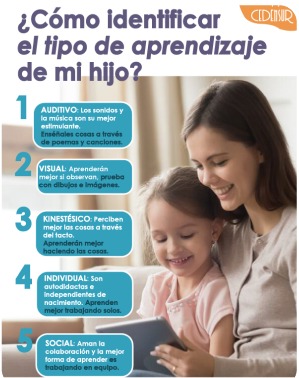 ¿Cómo identificar
el tipo de aprendizaje
de mi hijo?
CEDENSUR
1
AUDITIVO: Los sonidos y
la música son su mejor
estimulante.
Enséñales cosas a través
de poemas y canciones.
2
VISUAL: Aprenderán
mejor si observan, prueba
con dibujos e imágenes.
3
KINESTÉSICO: Perciben
mejor las cosas a través
del tacto.
Aprenderán mejor
haciendo las cosas.
4
INDIVIDUAL: Son
autodidactas e
independientes de
nacimiento. Aprenden
mejor trabajando solos.
5
SOCIAL: Aman la
colaboración y la mejor
forma de aprender es
trabajando en equipo.